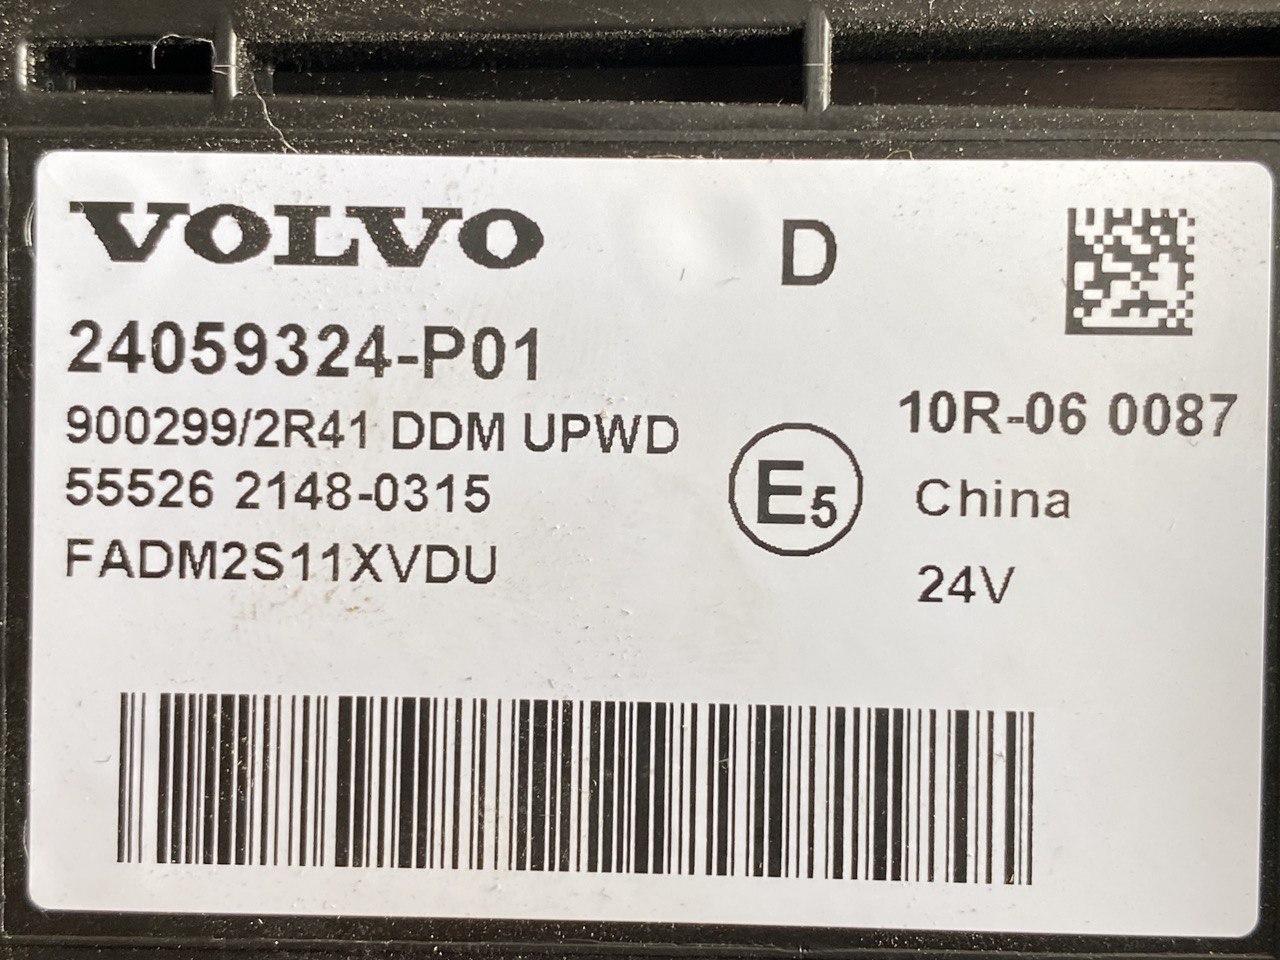 VOLVO
D
24059324-P01
900299/2R41 DDM UPWD
10R-06 0087
55526 2148-0315
E5
China
FADM2S11XVDU
24V